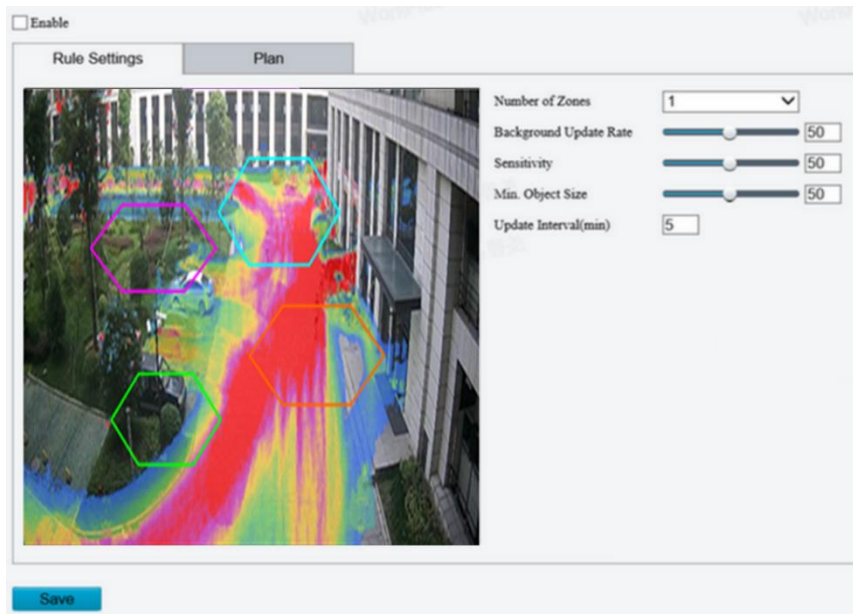 Enable
Rule Settings
Plan
Number of Zones 1
Background Update Rate 50
Sensitivity 50
Min. Object Size 50
Update Interval(min) 5
Save